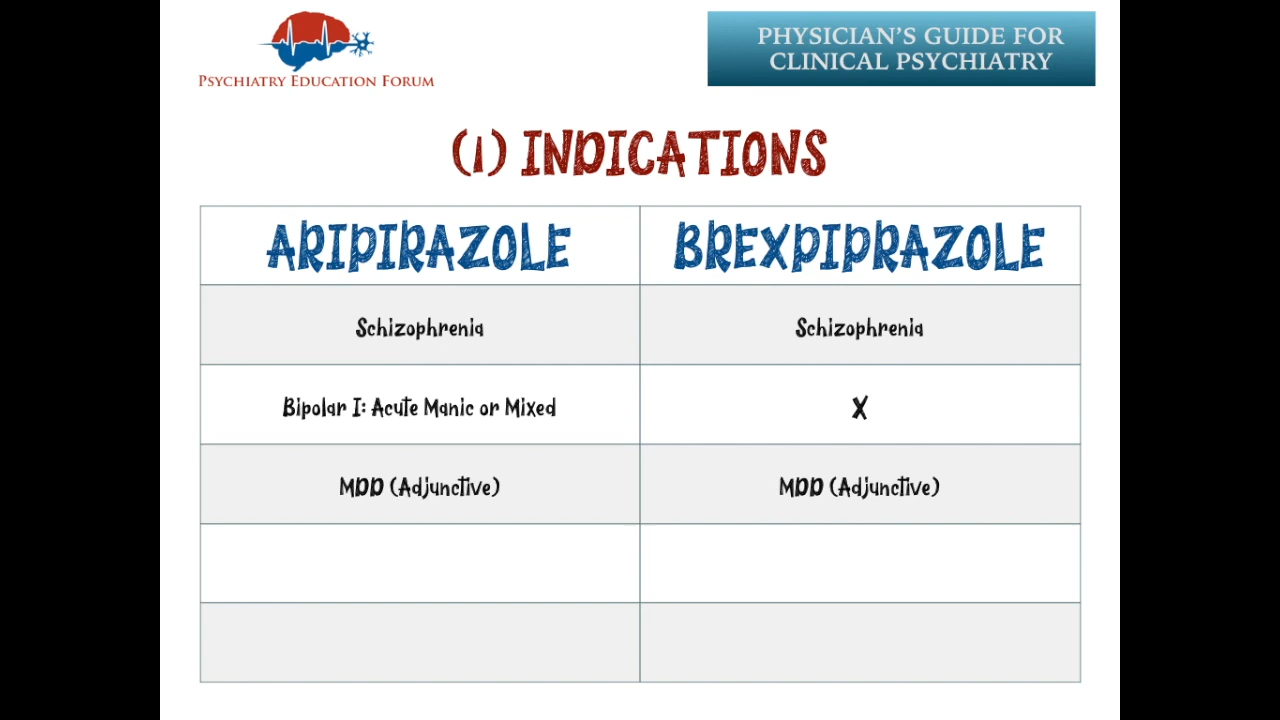 PSYCHIATRY EDUCATION FORUM
PHYSICIAN'S GUIDE FOR
CLINICAL PSYCHIATRY
(1) INDICATIONS
ARIPIRAZOLE
BREXPIPRAZOLE
Schizophrenia
Schizophrenia
Bipolar I: Acute Manic or Mixed
X
MDD (Adjunctive)
MDD (Adjunctive)